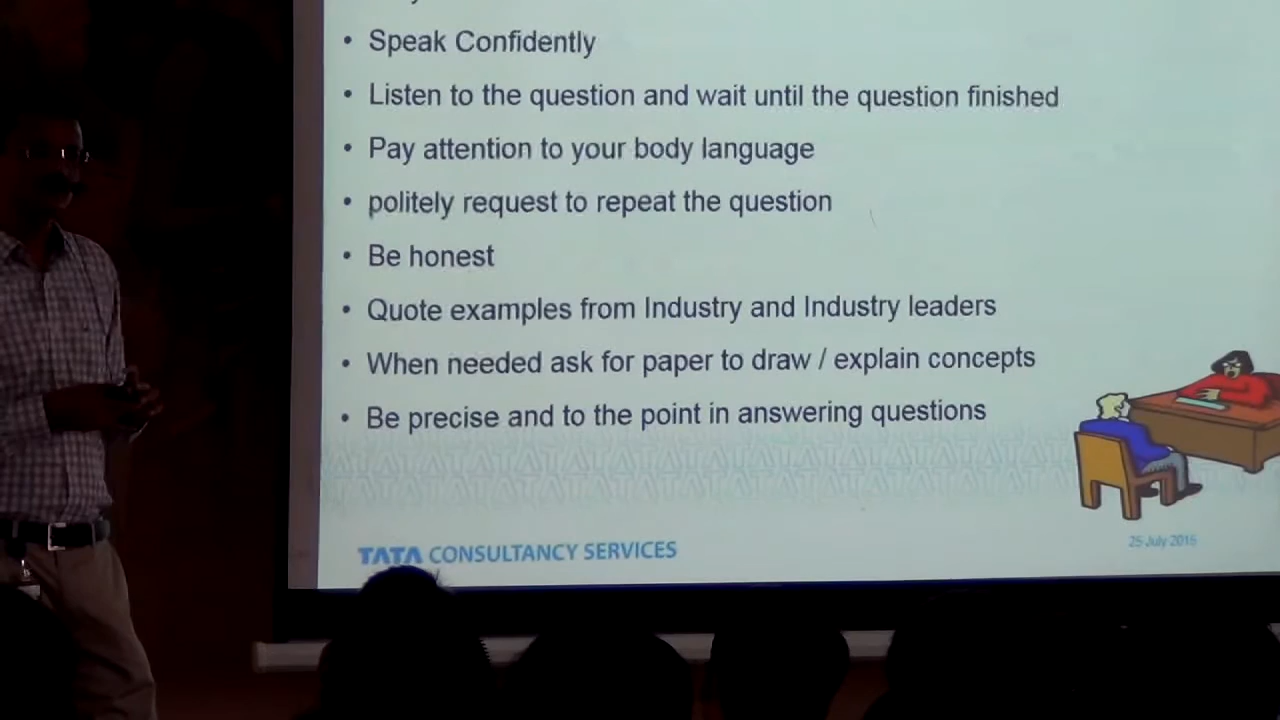 • Speak Confidently
• Listen to the question and wait until the question finished
• Pay attention to your body language
• politely request to repeat the question
• Be honest
• Quote examples from Industry and Industry leaders
• When needed ask for paper to draw / explain concepts
• Be precise and to the point in answering questions
TATA CONSULTANCY SERVICES
25 July 2015